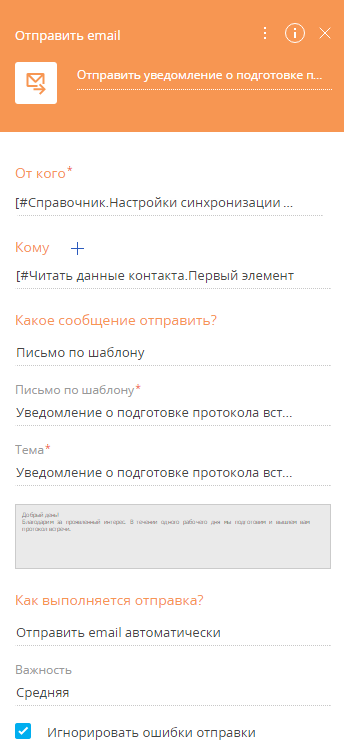 Отправить email
Отправить уведомление о подготовке п...
От кого*
[#Справочник.Настройки синхронизации ...
Кому
[#Читать данные контакта.Первый элемент
Какое сообщение отправить?
Письмо по шаблону
Письмо по шаблону*
Уведомление о подготовке протокола вст...
Тема*
Уведомление о подготовке протокола вст...
Добрый день!
Благодарим за проявленный интерес. В течении одного рабочего дня мы подготовим и вышлем вам
протокол встречи.
Как выполняется отправка?
Отправить email автоматически
Важность
Средняя
Игнорировать ошибки отправки